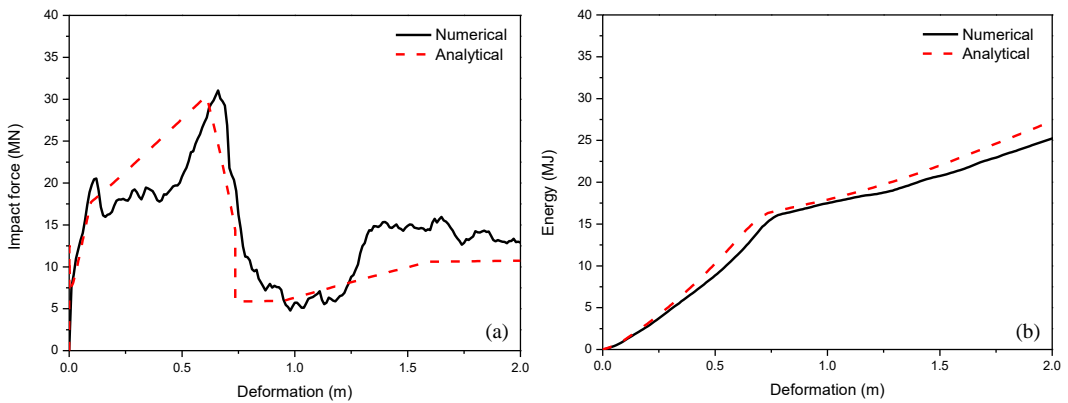 40
35
30
25
20
15
10
5
0
Impact force (MN)
Numerical
Analytical
(a)
0.0 0.5 1.0 1.5 2.0
Deformation (m)
40
35
30
25
20
15
10
5
0
Energy (MJ)
Numerical
Analytical
(b)
0.0 0.5 1.0 1.5 2.0
Deformation (m)